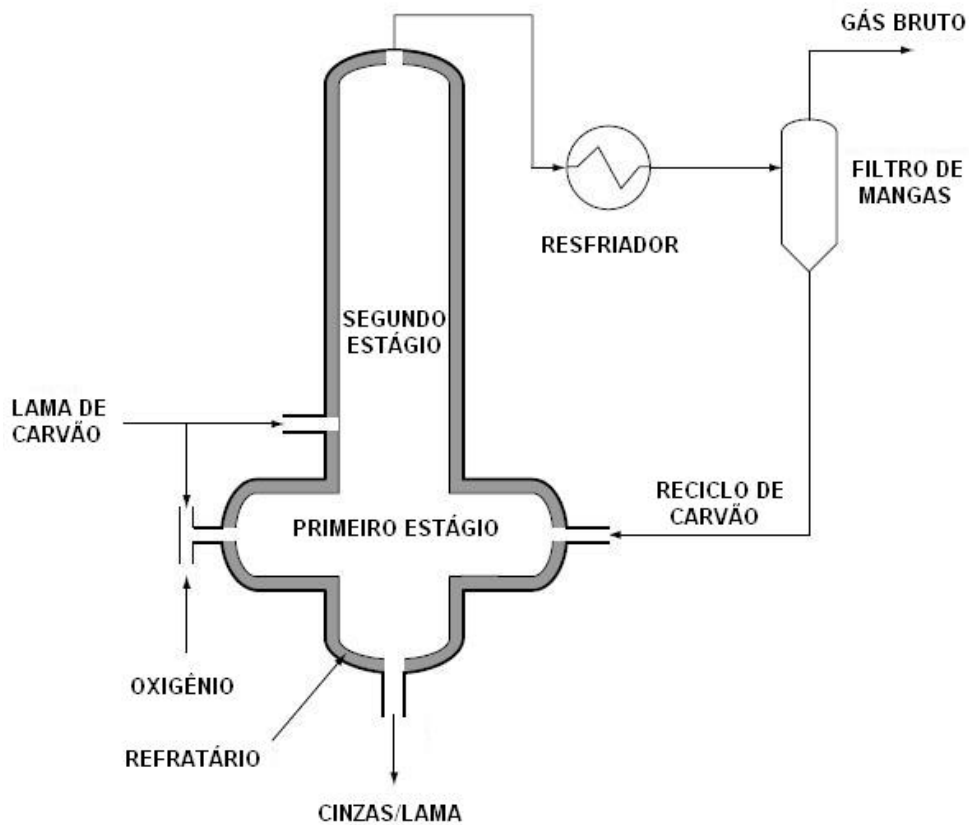 GÁS BRUTO
FILTRO DE
MANGAS
RESFRIADOR
SEGUNDO
ESTÁGIO
LAMA DE
CARVÃO
RECICLO DE
CARVÃO
PRIMEIRO ESTÁGIO
OXIGÊNIO
REFRATÁRIO
CINZAS/LAMA